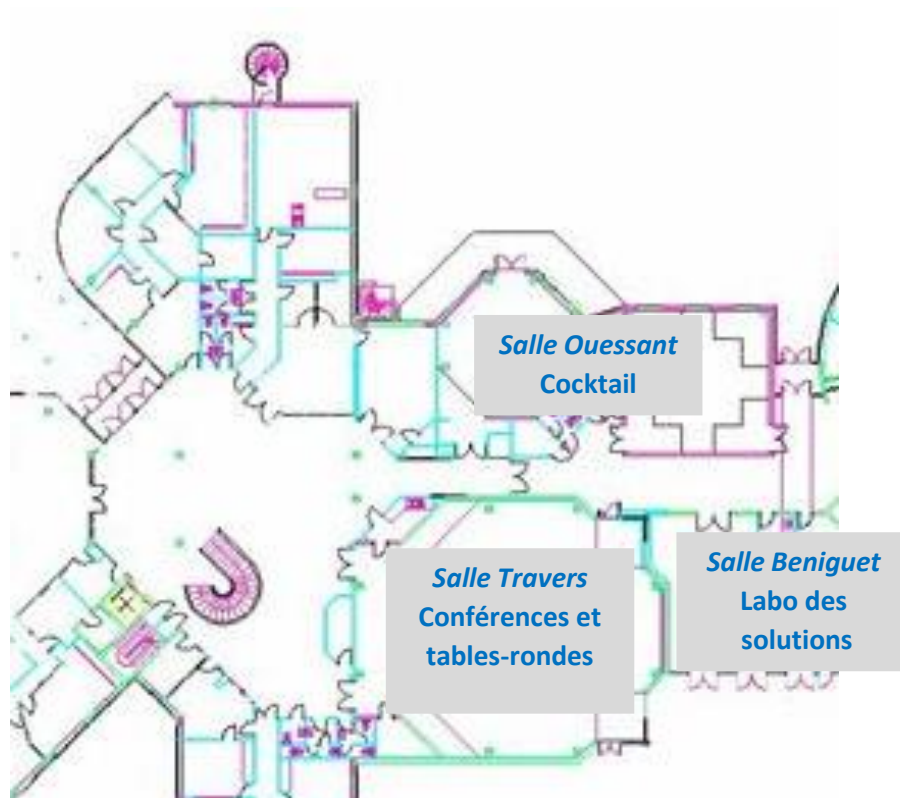 Salle Ouessant
Cocktail
Salle Travers
Conférences et
tables-rondes
Salle Beniguet
Labo des
solutions